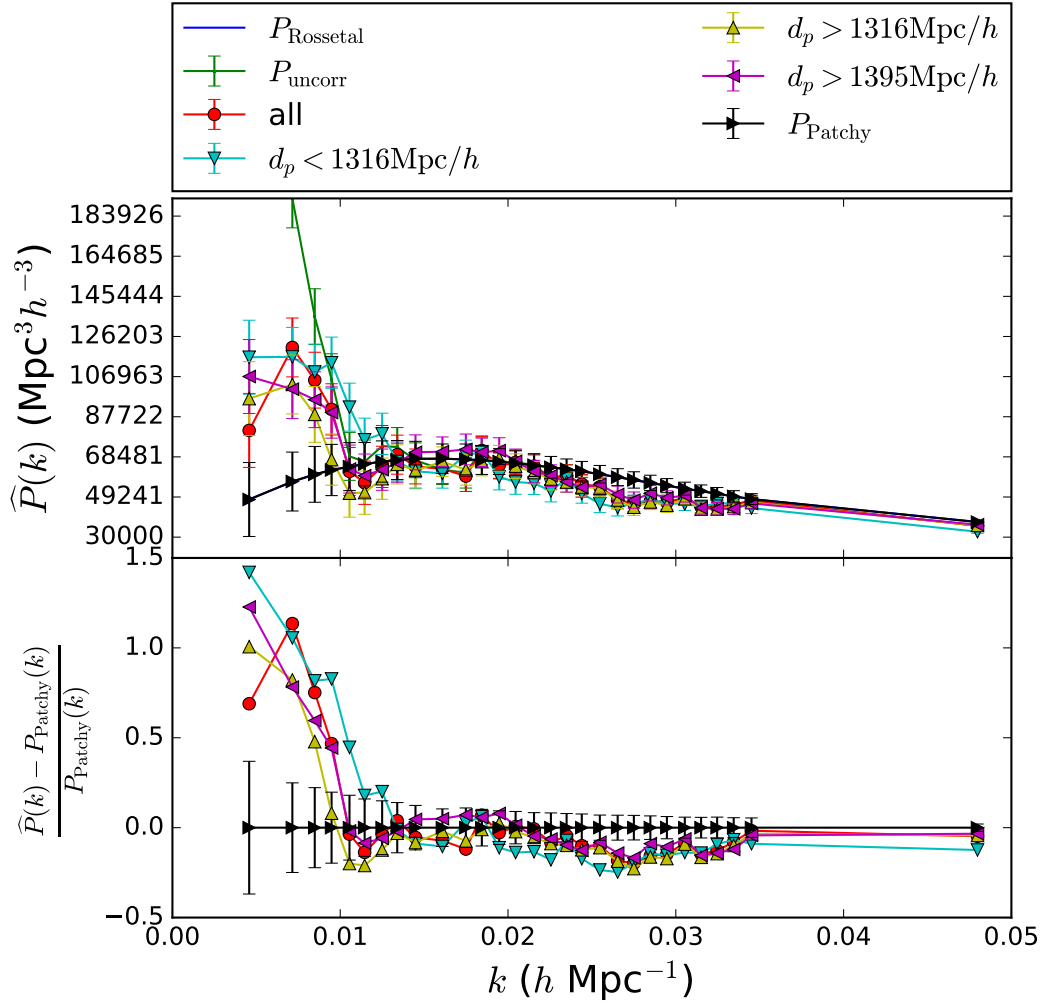 P_Rossetal
P_uncorr
all
d_p < 1316Mpc/h
d_p > 1316Mpc/h
d_p > 1395Mpc/h
P_Patchy
P̂(k) (Mpc³h⁻³)
183926
164685
145444
126203
106963
87722
68481
49241
30000
P̂(k) − P_Patchy(k)
P_Patchy(k)
1.5
1.0
0.5
0.0
−0.5
0.00 0.01 0.02 0.03 0.04 0.05
k (h Mpc⁻¹)